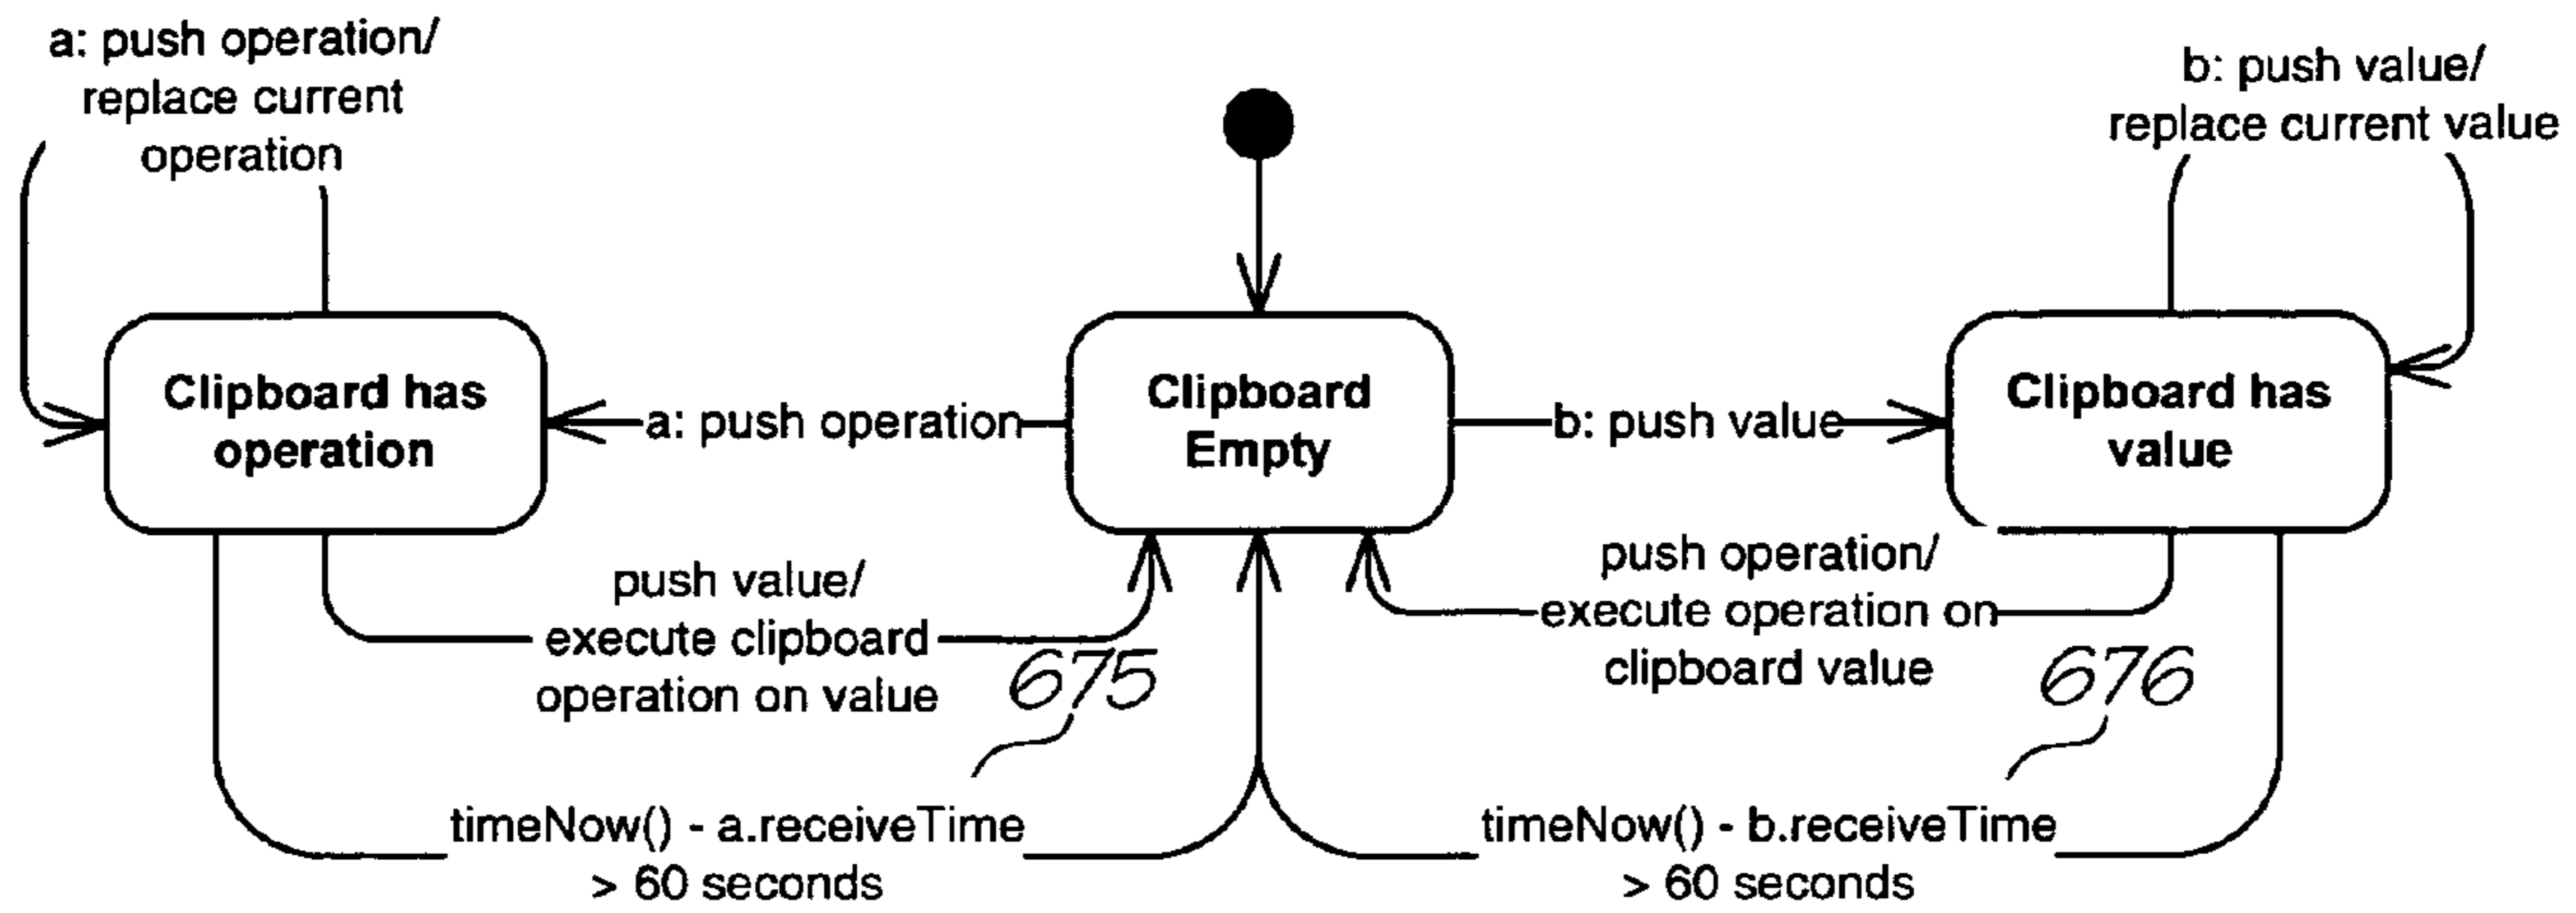 a: push operation/
replace current
operation
b: push value/
replace current value
Clipboard has
operation
a: push operation
Clipboard
Empty
b: push value
Clipboard has
value
push value/
execute clipboard
operation on value
675
push operation/
execute operation on
clipboard value
676
timeNow() - a.receiveTime
> 60 seconds
timeNow() - b.receiveTime
> 60 seconds